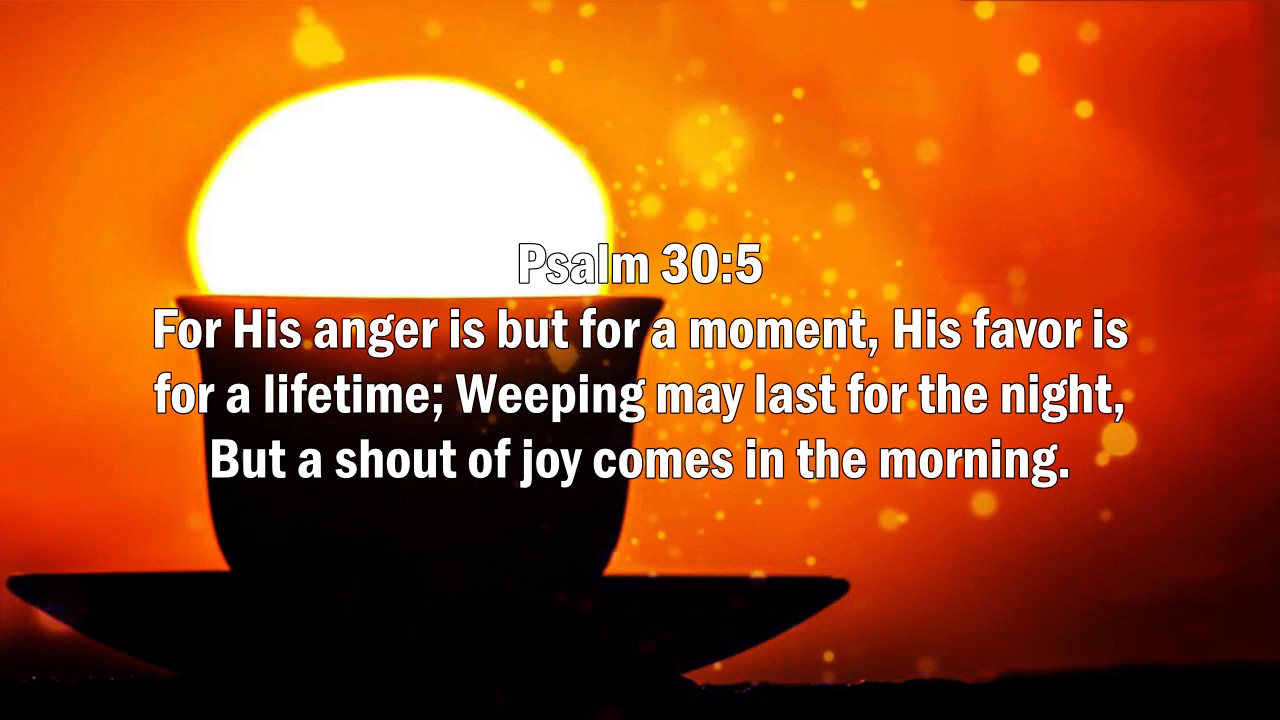 Psalm 30:5
For His anger is but for a moment, His favor is
for a lifetime; Weeping may last for the night,
But a shout of joy comes in the morning.